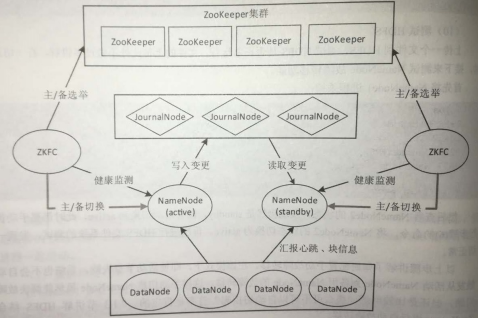 ZooKeeper集群
ZooKeeper ZooKeeper ZooKeeper ZooKeeper
主/备选举 主/备选举
JournalNode JournalNode JournalNode
ZKFC ZKFC
写入变更 读取变更
健康监测 健康监测
NameNode (active)
NameNode (standby)
主/备切换 主/备切换
汇报心跳、块信息
DataNode DataNode DataNode DataNode